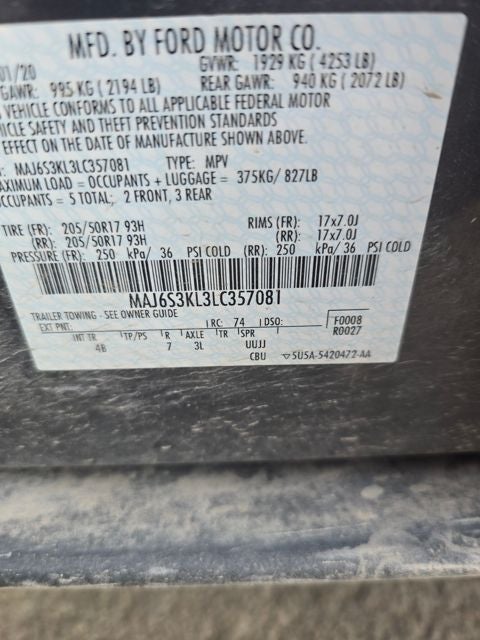 MFD. BY FORD MOTOR CO.
01/20 GVWR: 1929 KG ( 4253 LB)
GAWR: 995 KG ( 2194 LB) REAR GAWR: 940 KG ( 2072 LB)
VEHICLE CONFORMS TO ALL APPLICABLE FEDERAL MOTOR
HICLE SAFETY AND THEFT PREVENTION STANDARDS
EFFECT ON THE DATE OF MANUFACTURE SHOWN ABOVE.
: MAJ6S3KL3LC357081 TYPE: MPV
AXIMUM LOAD = OCCUPANTS + LUGGAGE = 375KG/ 827LB
OCCUPANTS = 5 TOTAL; 2 FRONT, 3 REAR
TIRE (FR): 205/50R17 93H RIMS (FR): 17x7.0J
(RR): 205/50R17 93H (RR): 17x7.0J
PRESSURE (FR): 250 kPa/ 36 PSI COLD (RR): 250 kPa/ 36 PSI COLD
MAJ6S3KL3LC357081
TRAILER TOWING - SEE OWNER GUIDE
EXT PNT: RC: 74 DSO: F0008
R0027
INT TR TP/PS R AXLE TR SPR
4B 7 3L UUJJ
CBU 5U5A-5420472-AA